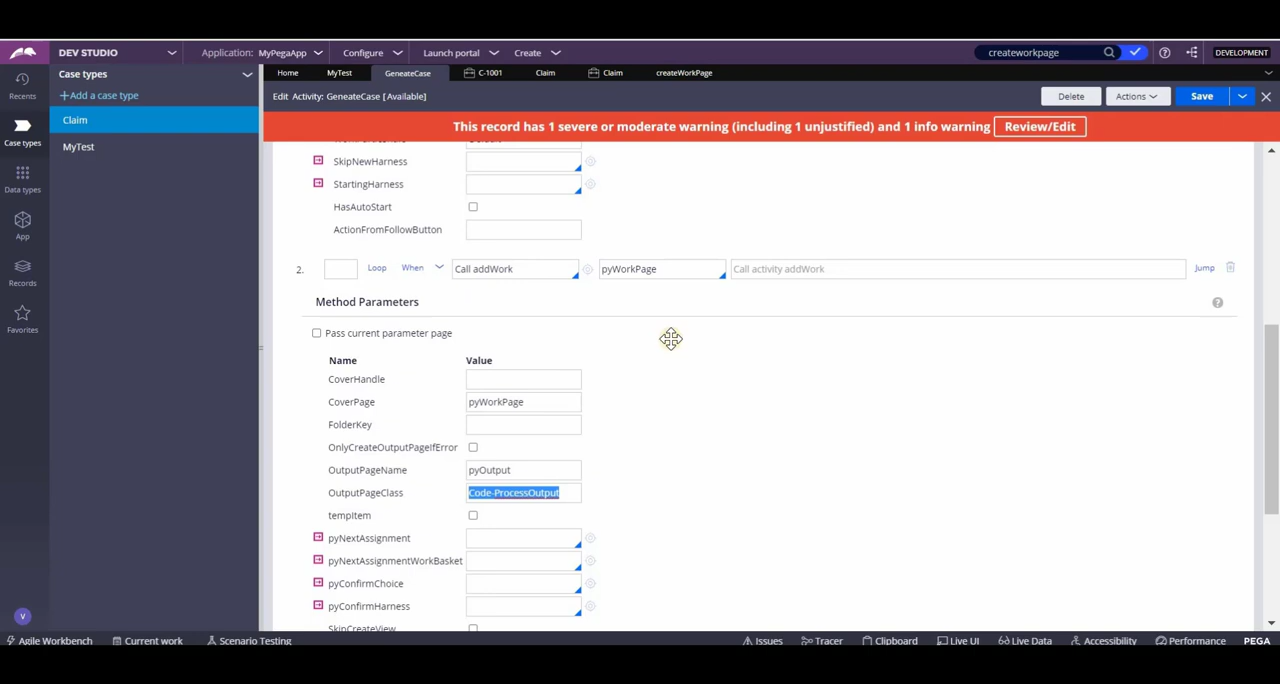 DEV STUDIO Application: MyPegaApp Configure Launch portal Create createworkpage DEVELOPMENT
Recents
Case types
Data types
App
Records
Favorites
V
Case types
+Add a case type
Claim
MyTest
Home MyTest GeneateCase C-1001 Claim Claim createWorkPage
Edit Activity: GeneateCase [Available] Delete Actions Save
This record has 1 severe or moderate warning (including 1 unjustified) and 1 info warning Review/Edit
SkipNewHarness
StartingHarness
HasAutoStart
ActionFromFollowButton
2. Loop When Call addWork pyWorkPage Call activity addWork Jump
Method Parameters
Pass current parameter page
Name Value
CoverHandle
CoverPage pyWorkPage
FolderKey
OnlyCreateOutputPageIfError
OutputPageName pyOutput
OutputPageClass Code-ProcessOutput
tempItem
pyNextAssignment
pyNextAssignmentWorkBasket
pyConfirmChoice
pyConfirmHarness
SkipCreateView
Agile Workbench Current work Scenario Testing Issues Tracer Clipboard Live UI Live Data Accessibility Performance PEGA